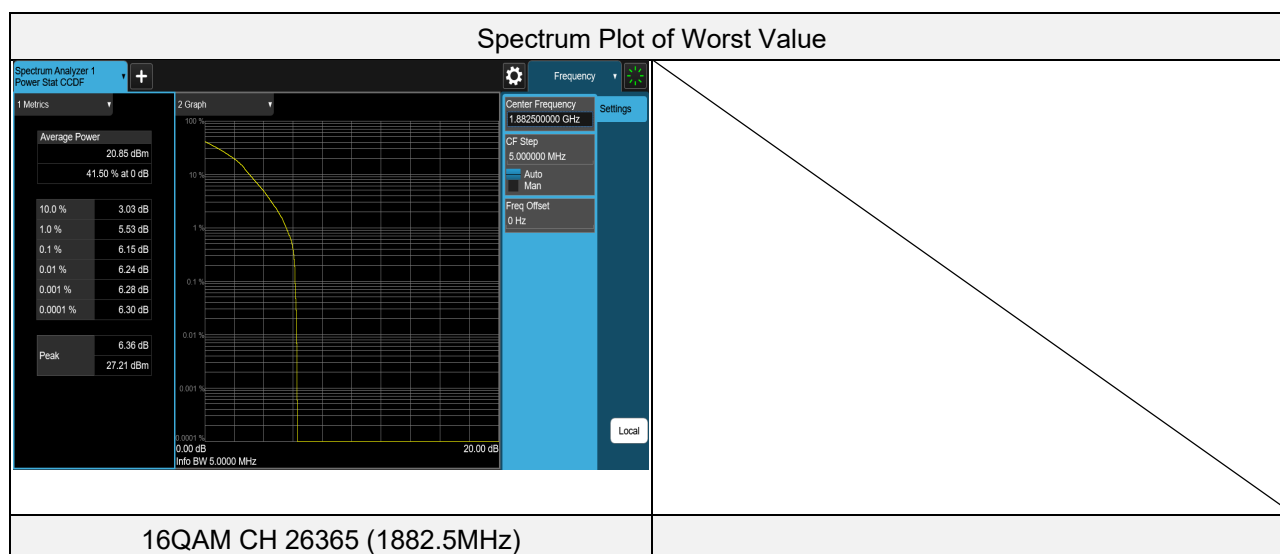 Spectrum Plot of Worst Value
Spectrum Analyzer 1
Power Stat CCDF
+
Frequency
1 Metrics
Average Power
20.85 dBm
41.50 % at 0 dB
10.0 % 3.03 dB
1.0 % 5.53 dB
0.1 % 6.15 dB
0.01 % 6.24 dB
0.001 % 6.28 dB
0.0001 % 6.30 dB
Peak
6.36 dB
27.21 dBm
2 Graph
100 %
10 %
1 %
0.1 %
0.01 %
0.001 %
0.0001 %
0.00 dB 20.00 dB
Info BW 5.0000 MHz
Center Frequency
1.882500000 GHz
CF Step
5.000000 MHz
Auto
Man
Freq Offset
0 Hz
Settings
Local
16QAM CH 26365 (1882.5MHz)